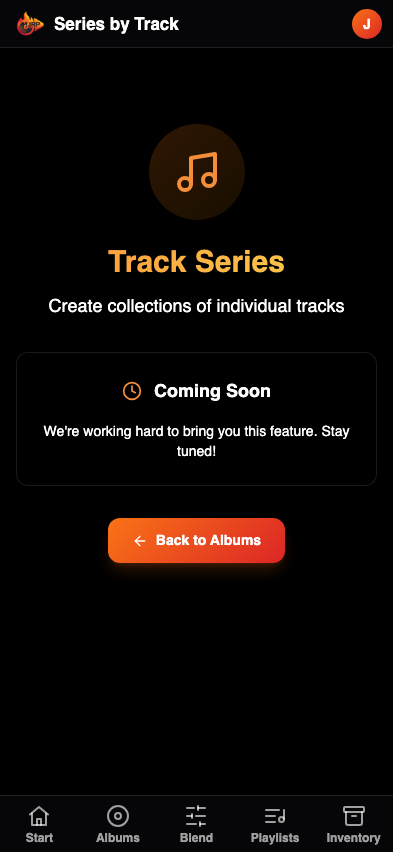 Series by Track
J
Track Series
Create collections of individual tracks
Coming Soon
We're working hard to bring you this feature. Stay
tuned!
Back to Albums
Start
Albums
Blend
Playlists
Inventory